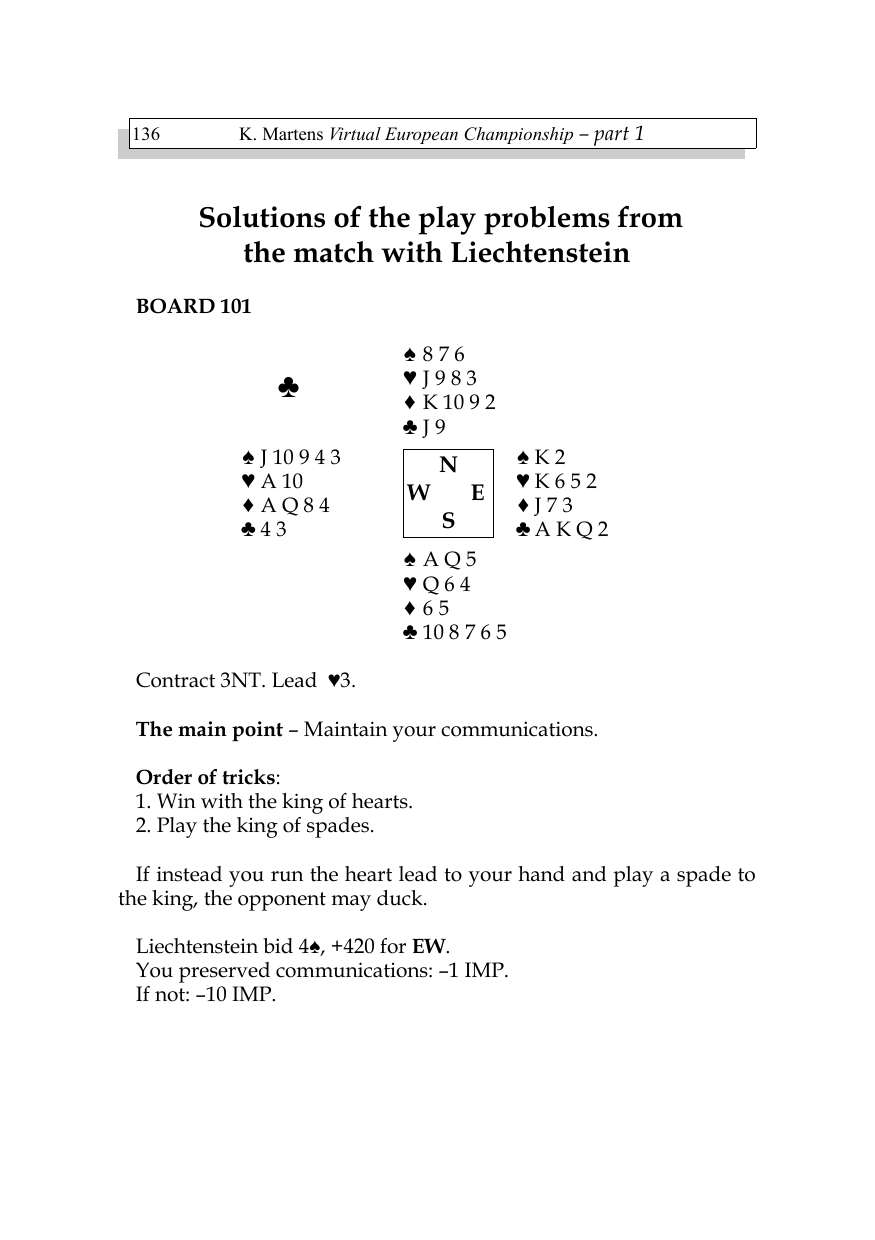 136 K. Martens Virtual European Championship – part 1
Solutions of the play problems from
the match with Liechtenstein
BOARD 101
♠ 8 7 6
♣ ♥ J 9 8 3
♦ K 10 9 2
♣ J 9
♠ J 10 9 4 3 N ♠ K 2
♥ A 10 W E ♥ K 6 5 2
♦ A Q 8 4 ♦ J 7 3
♣ 4 3 S ♣ A K Q 2
♠ A Q 5
♥ Q 6 4
♦ 6 5
♣ 10 8 7 6 5
Contract 3NT. Lead ♥3.
The main point – Maintain your communications.
Order of tricks:
1. Win with the king of hearts.
2. Play the king of spades.
If instead you run the heart lead to your hand and play a spade to
the king, the opponent may duck.
Liechtenstein bid 4♠, +420 for EW.
You preserved communications: –1 IMP.
If not: –10 IMP.